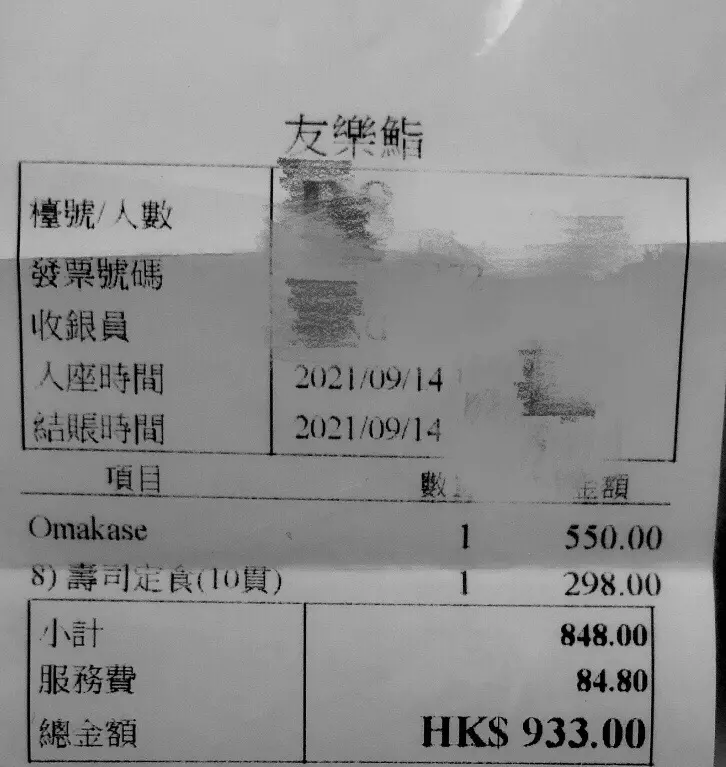 友樂鮨
檯號/人數
發票號碼
收銀員
入座時間 2021/09/14
結賬時間 2021/09/14
項目 金額
Omakase 1 550.00
8) 壽司定食(10貫) 1 298.00
小計 848.00
服務費 84.80
總金額 HK$ 933.00